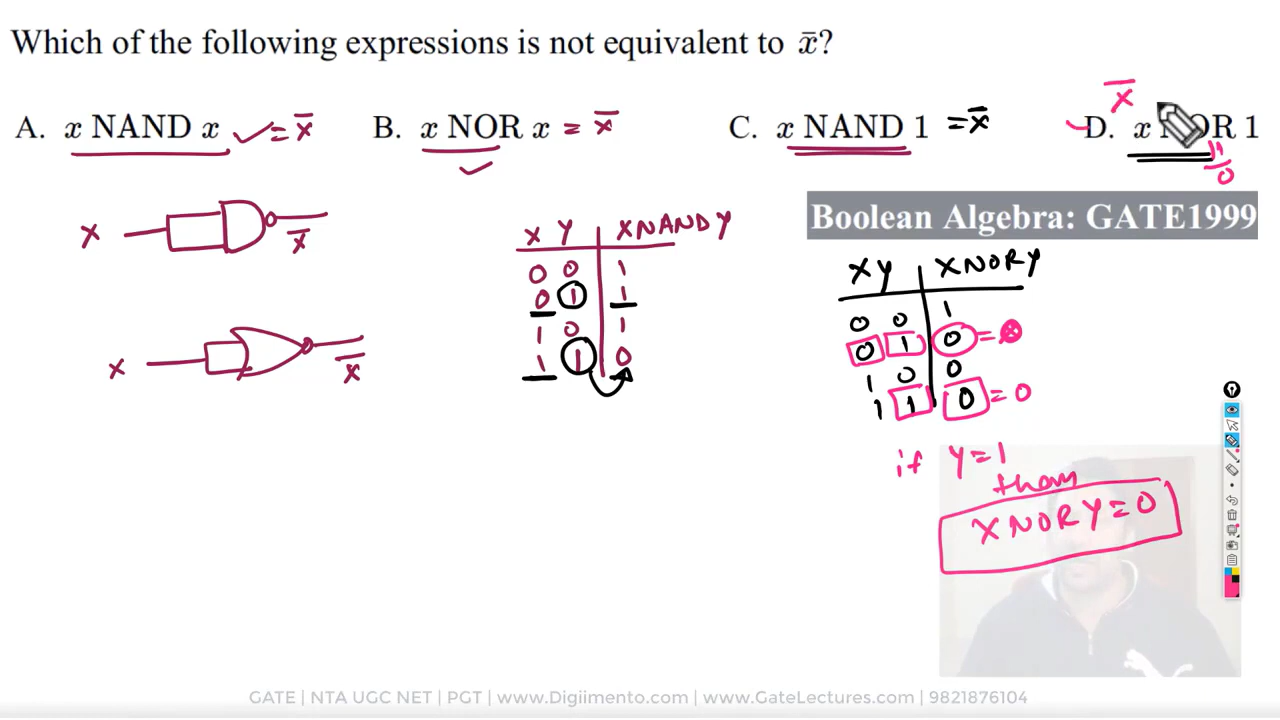 Which of the following expressions is not equivalent to x̄?
A. x NAND x ✓= x̄
B. x NOR x = x̄
✓
C. x NAND 1 = x̄
x̄
D. x NOR 1
11
0
Boolean Algebra: GATE1999
x
x̄
x
x̄
X Y | X NAND Y
0 0 | 1
0 1 | 1
1 0 | 1
1 1 | 0
X Y | X NOR Y
0 0 | 1
0 1 | 0 =
1 0 | 0
1 1 | 0 = 0
if Y=1
then
X NOR Y = 0
GATE | NTA UGC NET | PGT | www.Digiimento.com | www.GateLectures.com | 9821876104